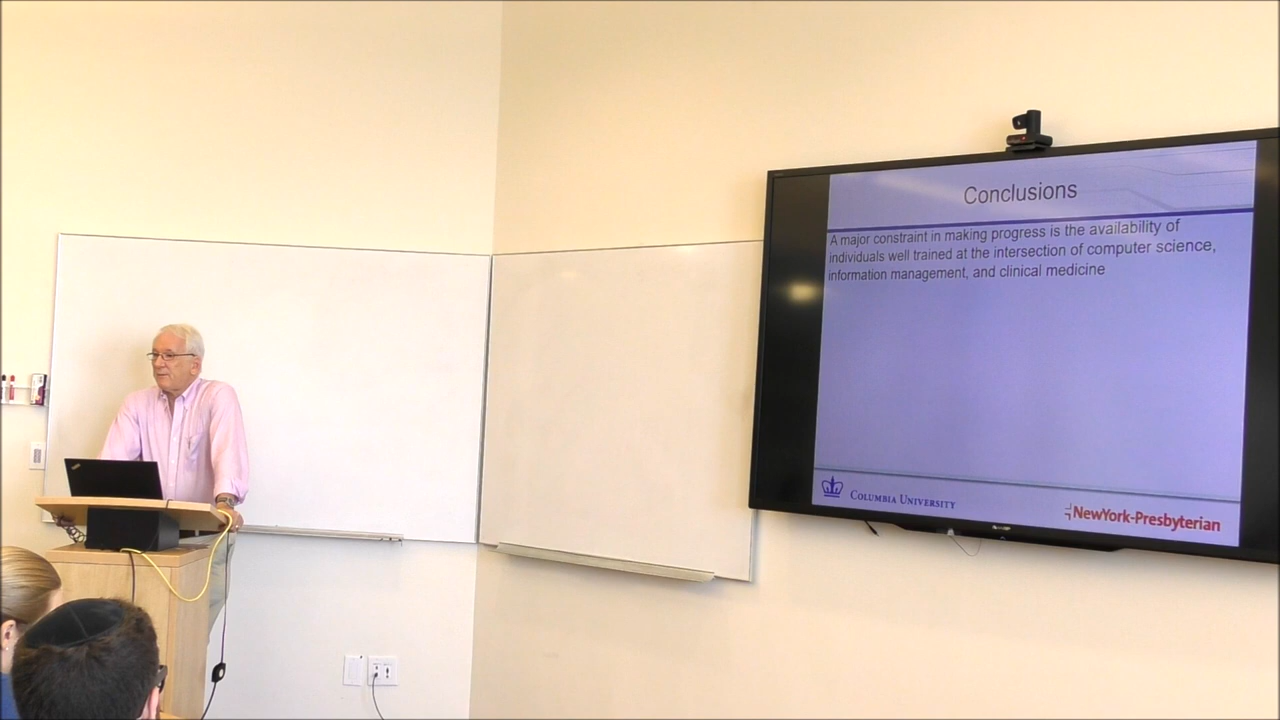 Conclusions
A major constraint in making progress is the availability of
individuals well trained at the intersection of computer science,
information management, and clinical medicine
COLUMBIA UNIVERSITY
NewYork-Presbyterian